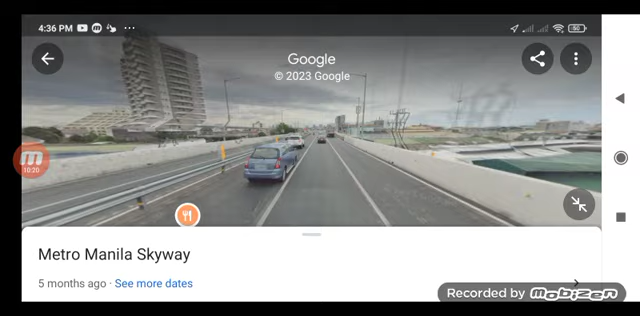 4:36 PM
50
Google
© 2023 Google
10:20
Metro Manila Skyway
5 months ago · See more dates
Recorded by mobizen